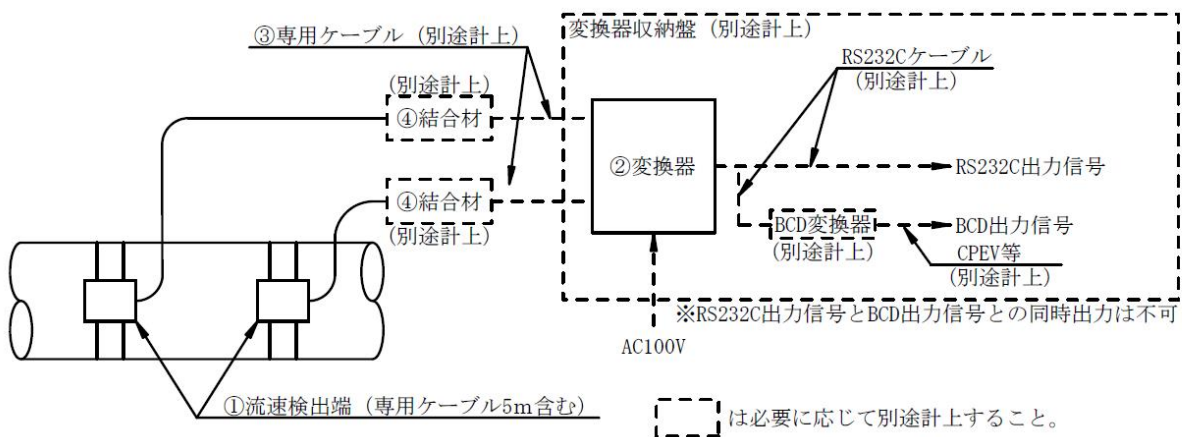 ③専用ケーブル (別途計上)
変換器収納盤 (別途計上)
RS232Cケーブル
(別途計上)
(別途計上)
④結合材
②変換器
RS232C出力信号
④結合材
(別途計上)
BCD変換器
(別途計上)
BCD出力信号
CPEV等
(別途計上)
※RS232C出力信号とBCD出力信号との同時出力は不可
AC100V
①流速検出端 (専用ケーブル5m含む)
は必要に応じて別途計上すること。